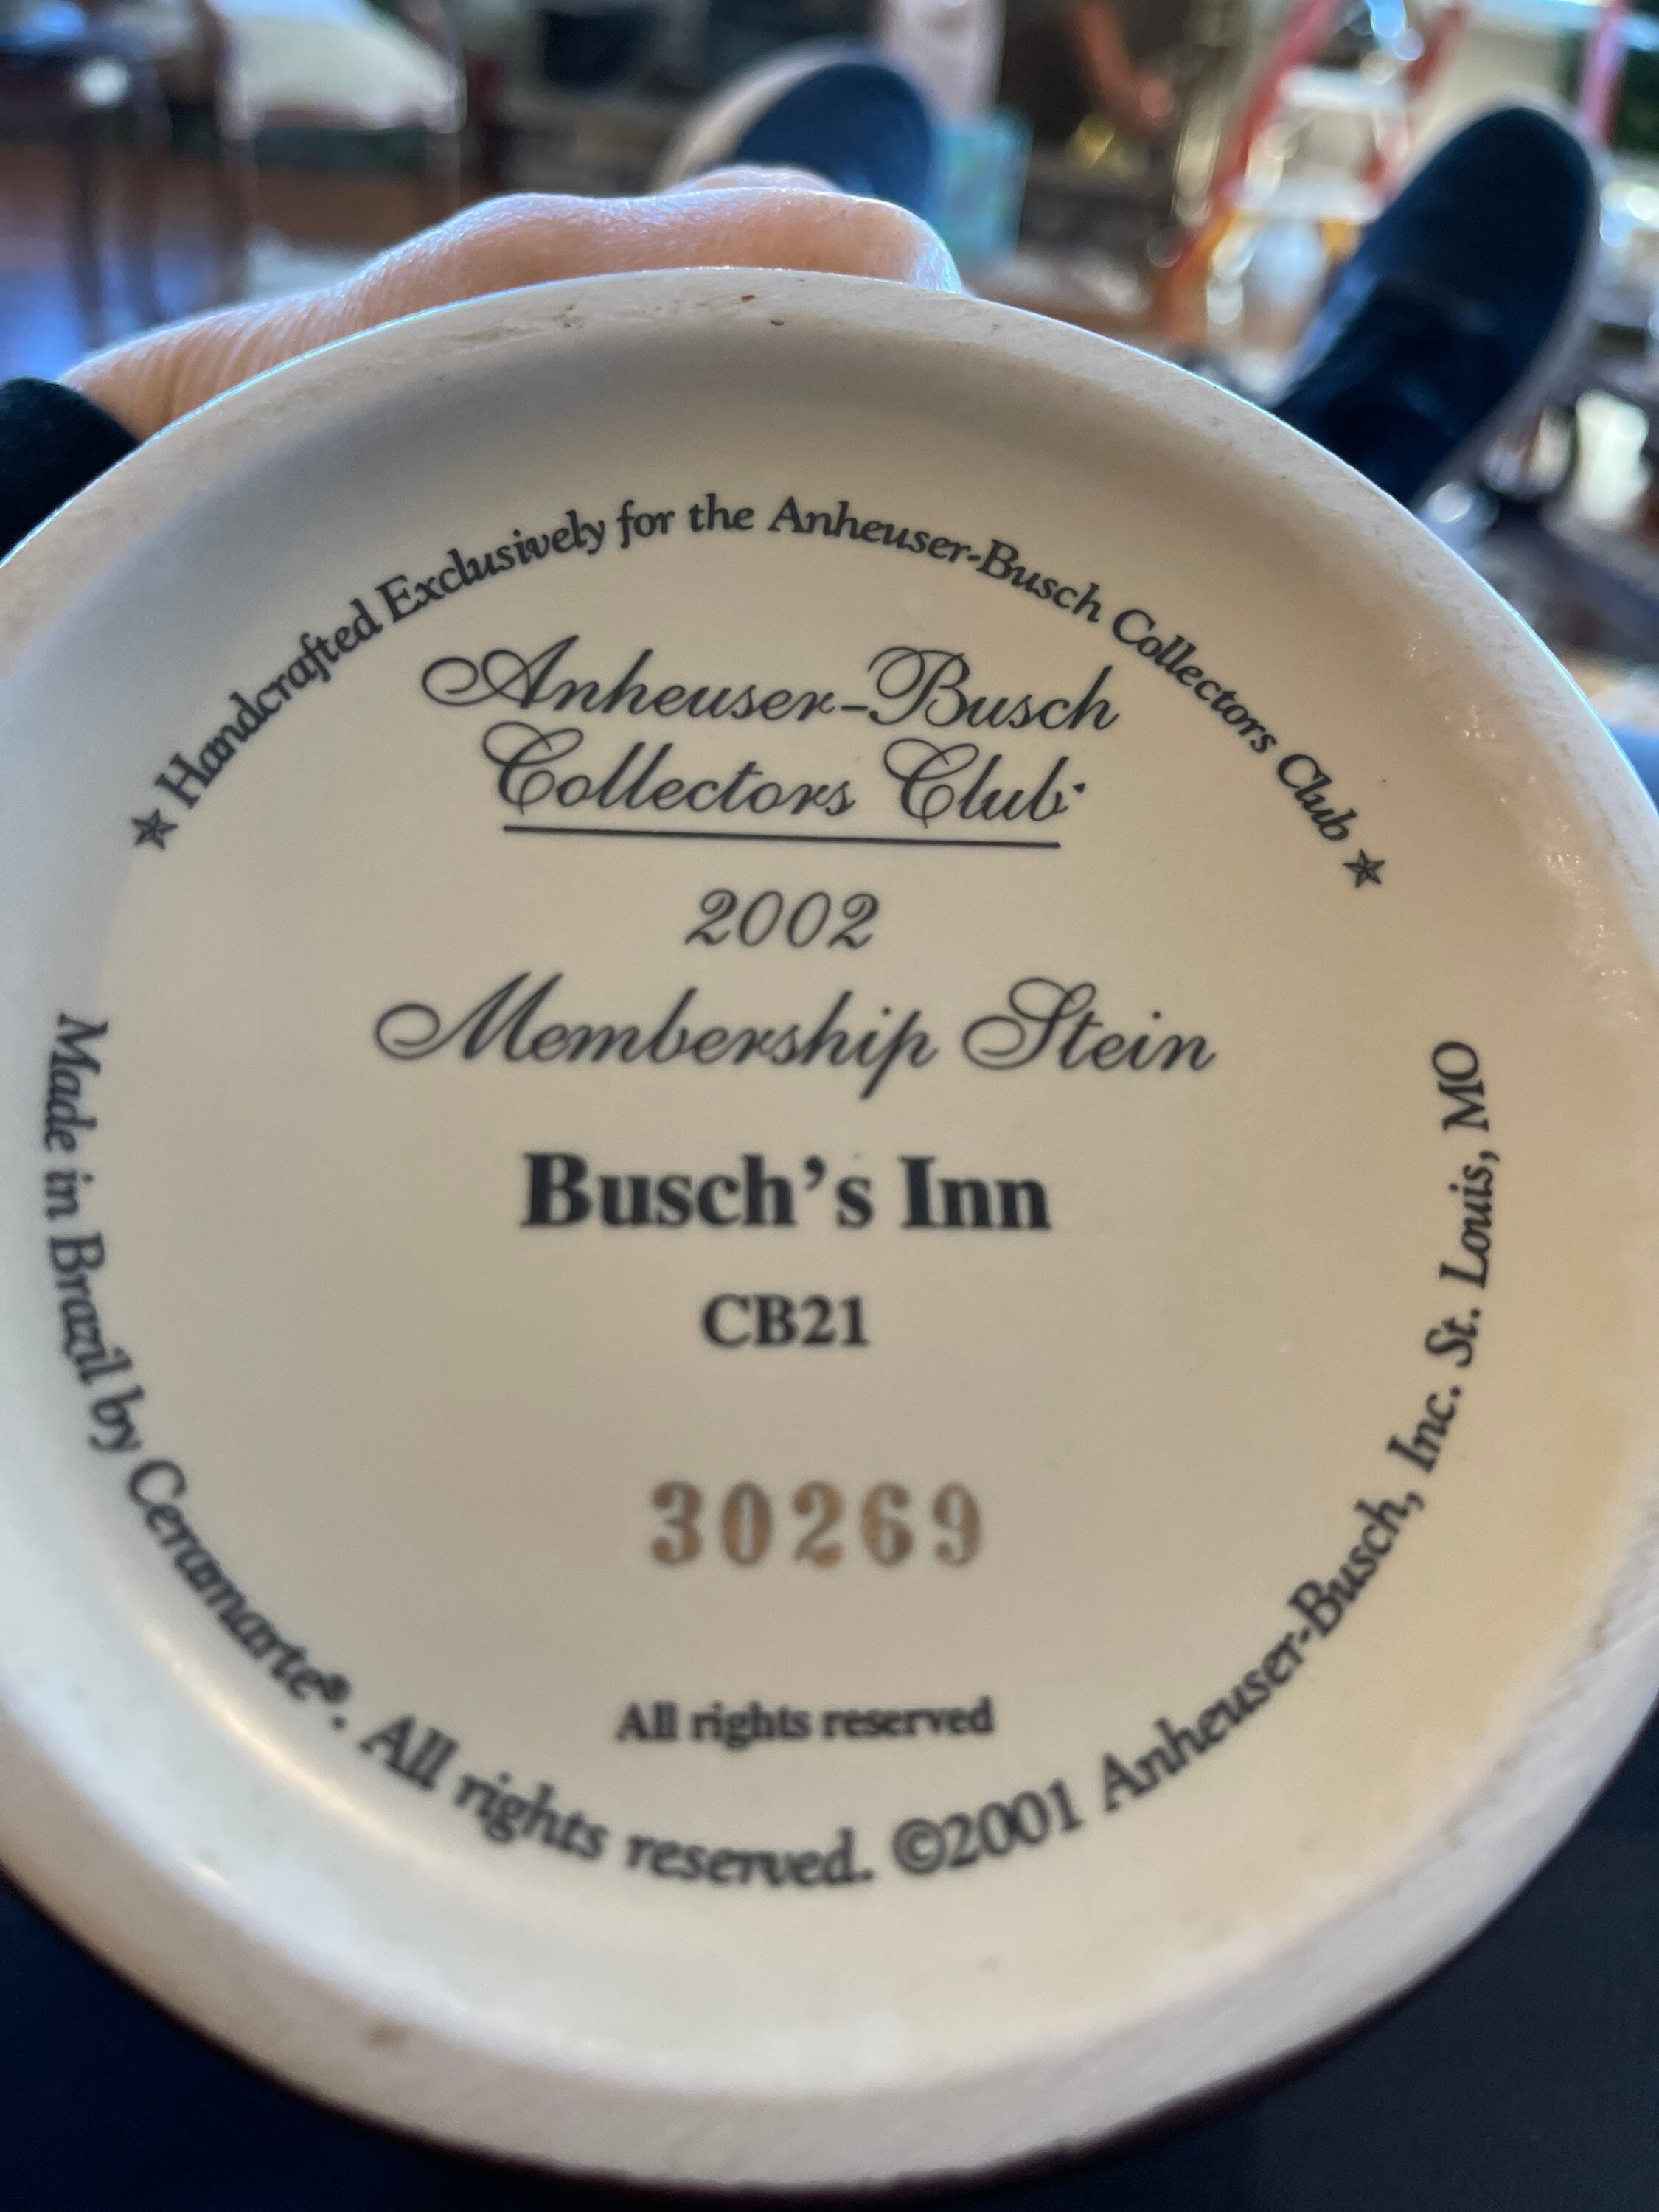 ★ Handcrafted Exclusively for the Anheuser-Busch Collectors Club ★
Anheuser-Busch
Collectors Club
2002
Membership Stein
Busch's Inn
CB21
30269
All rights reserved
Made in Brazil by Ceramarte®. All rights reserved. ©2001 Anheuser-Busch, Inc. St. Louis, MO